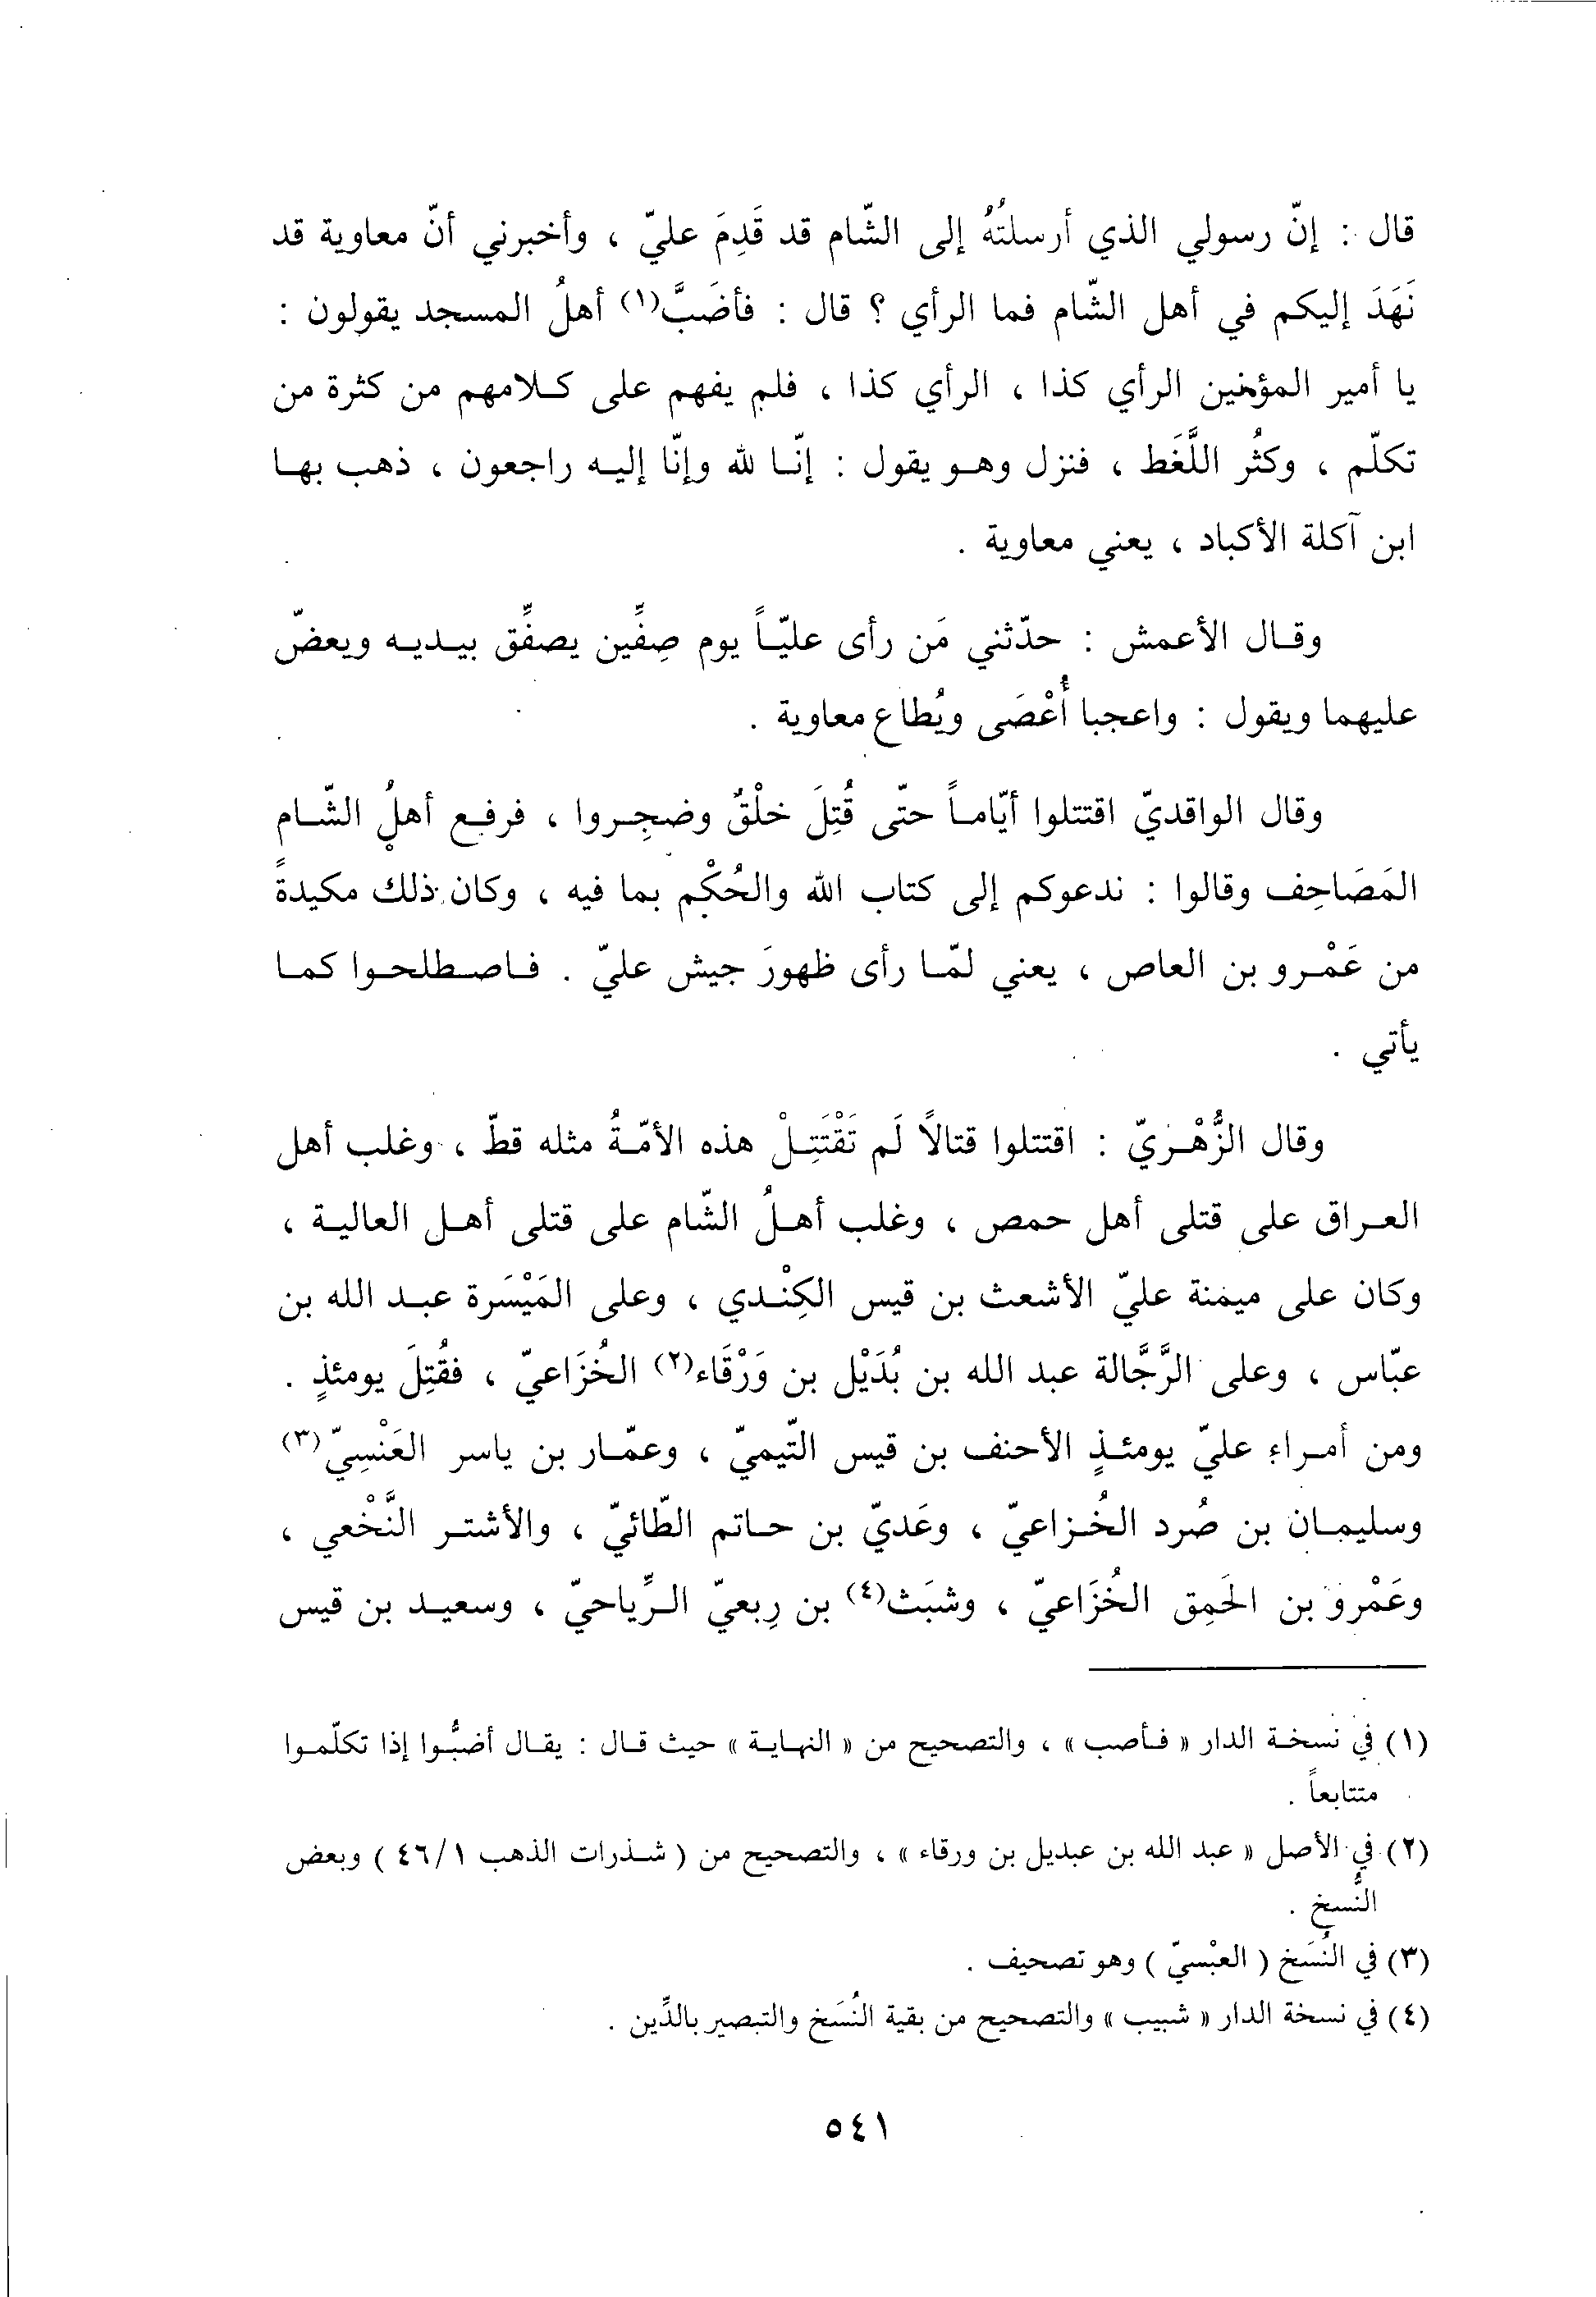 قال : إنّ رسولي الذي أرسلتُهُ إلى الشّام قد قَدِمَ عليّ ، وأخبرني أنّ معاوية قد
نَهَدَ إليكم في أهل الشّام فما الرأي ؟ قال : فأضَبَّ(١) أهلُ المسجد يقولون :
يا أمير المؤمنين الرأي كذا ، الرأي كذا ، فلم يفهم على كلامهم من كثرة من
تكلّم ، وكثُر اللَّغَط ، فنزل وهو يقول : إنّا لله وإنّا إليه راجعون ، ذهب بها
ابن آكلة الأكباد ، يعني معاوية .
وقال الأعمش : حدّثني مَن رأى عليّاً يوم صِفِّين يصفِّق بيديه ويعضّ
عليهما ويقول : واعجبا أُعْصَى ويُطاع معاوية .
وقال الواقديّ اقتتلوا أيّاماً حتّى قُتِلَ خلْقٌ وضجِروا ، فرفع أهلُ الشّام
المَصَاحِف وقالوا : ندعوكم إلى كتاب الله والحُكْم بما فيه ، وكان ذلك مكيدةً
من عَمْرو بن العاص ، يعني لمّا رأى ظهورَ جيش عليّ . فاصطلحوا كما
يأتي .
وقال الزُّهْريّ : اقتتلوا قتالاً لَم تَقْتَتِلْ هذه الأمّةُ مثله قطّ ، وغلب أهل
العراق على قتلى أهل حمص ، وغلب أهلُ الشّام على قتلى أهل العالية ،
وكان على ميمنة عليّ الأشعث بن قيس الكِنْدي ، وعلى المَيْسَرة عبد الله بن
عبّاس ، وعلى الرَّجَّالة عبد الله بن بُدَيْل بن وَرْقَاء(٢) الخُزَاعيّ ، فقُتِلَ يومئذٍ .
ومن أمراء عليّ يومئذٍ الأحنف بن قيس التّيميّ ، وعمّار بن ياسر العَنْسِيّ(٣)
وسليمان بن صُرد الخُزاعيّ ، وعَديّ بن حاتم الطّائيّ ، والأشتر النَّخْعي ،
وعَمْرو بن الحَمِق الخُزَاعيّ ، وشبَث(٤) بن رِبعيّ الرِّياحيّ ، وسعيد بن قيس
(١) في نسخة الدار « فأصب » ، والتصحيح من « النهاية » حيث قال : يقال أضبُّوا إذا تكلّموا
متتابعاً .
(٢) في الأصل « عبد الله بن عبديل بن ورقاء » ، والتصحيح من ( شذرات الذهب ٤٦/١ ) وبعض
النُّسخ .
(٣) في النُسَخ ( العبْسيّ ) وهو تصحيف .
(٤) في نسخة الدار « شبيب » والتصحيح من بقية النُسَخ والتبصير بالدِّين .
٥٤١